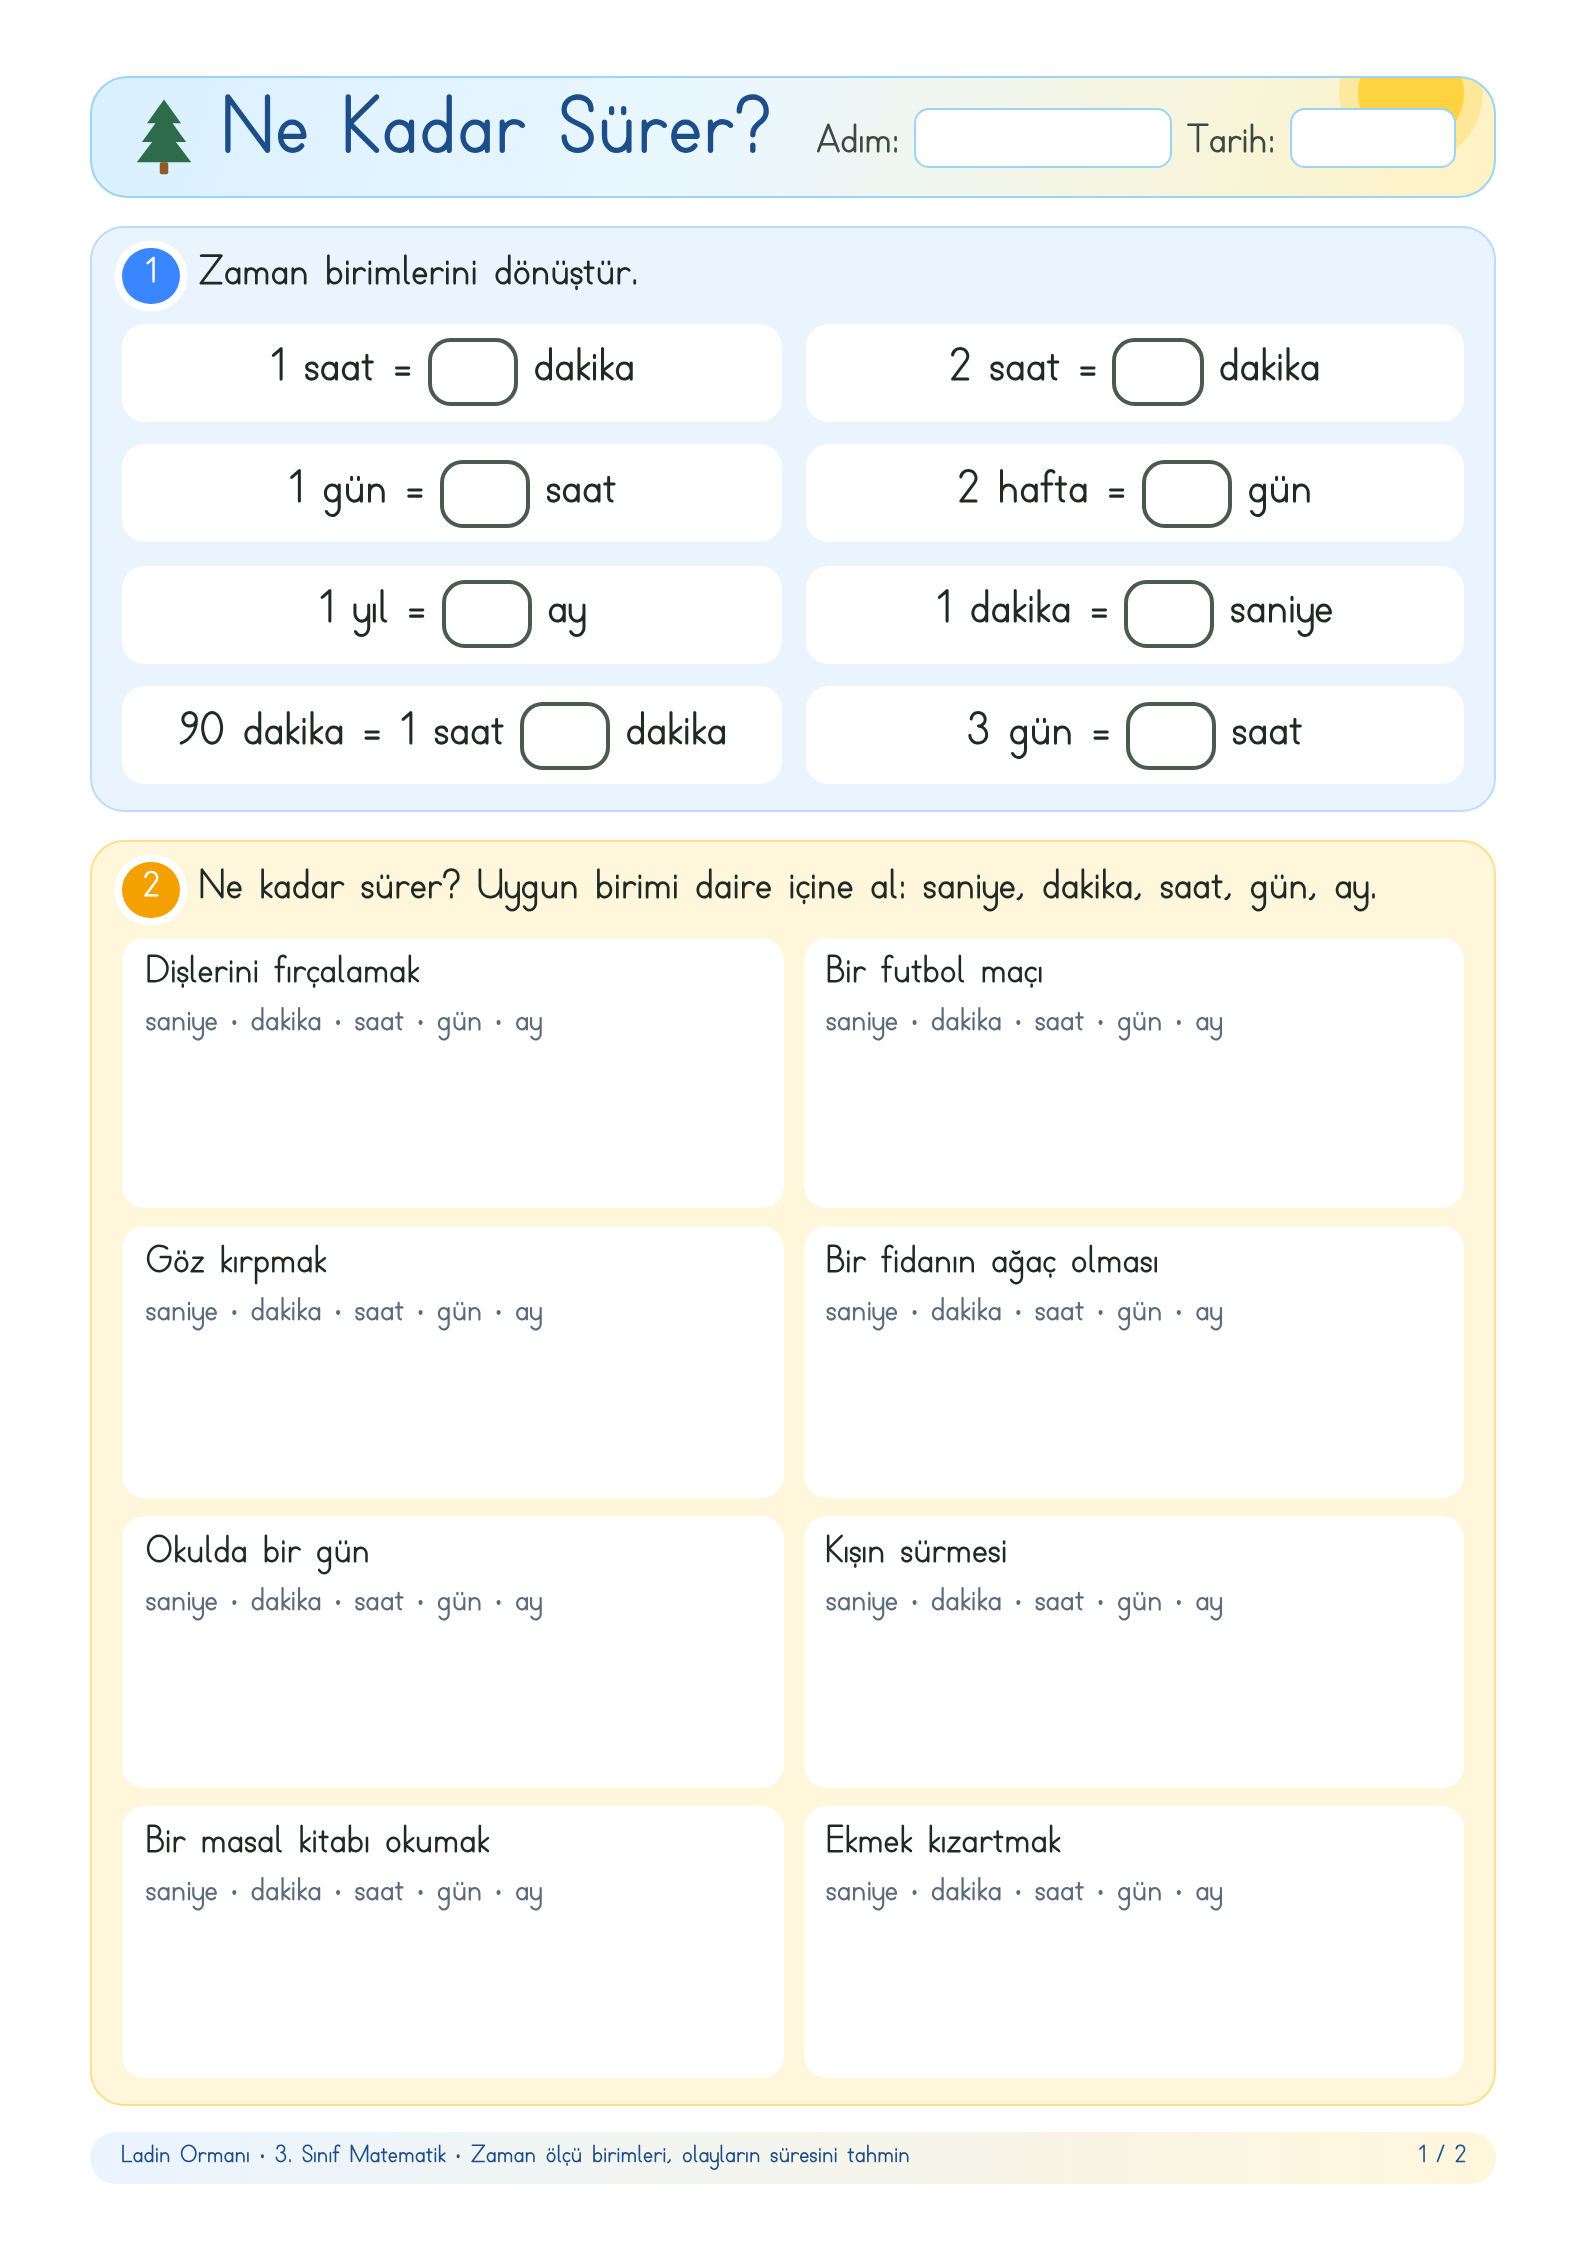 Ne Kadar Sürer? Adım: Tarih:
1 Zaman birimlerini dönüştür.
1 saat = dakika
2 saat = dakika
1 gün = saat
2 hafta = gün
1 yıl = ay
1 dakika = saniye
90 dakika = 1 saat dakika
3 gün = saat
2 Ne kadar sürer? Uygun birimi daire içine al: saniye, dakika, saat, gün, ay.
Dişlerini fırçalamak
saniye • dakika • saat • gün • ay
Bir futbol maçı
saniye • dakika • saat • gün • ay
Göz kırpmak
saniye • dakika • saat • gün • ay
Bir fidanın ağaç olması
saniye • dakika • saat • gün • ay
Okulda bir gün
saniye • dakika • saat • gün • ay
Kışın sürmesi
saniye • dakika • saat • gün • ay
Bir masal kitabı okumak
saniye • dakika • saat • gün • ay
Ekmek kızartmak
saniye • dakika • saat • gün • ay
Ladin Ormanı • 3. Sınıf Matematik • Zaman ölçü birimleri, olayların süresini tahmin 1 / 2